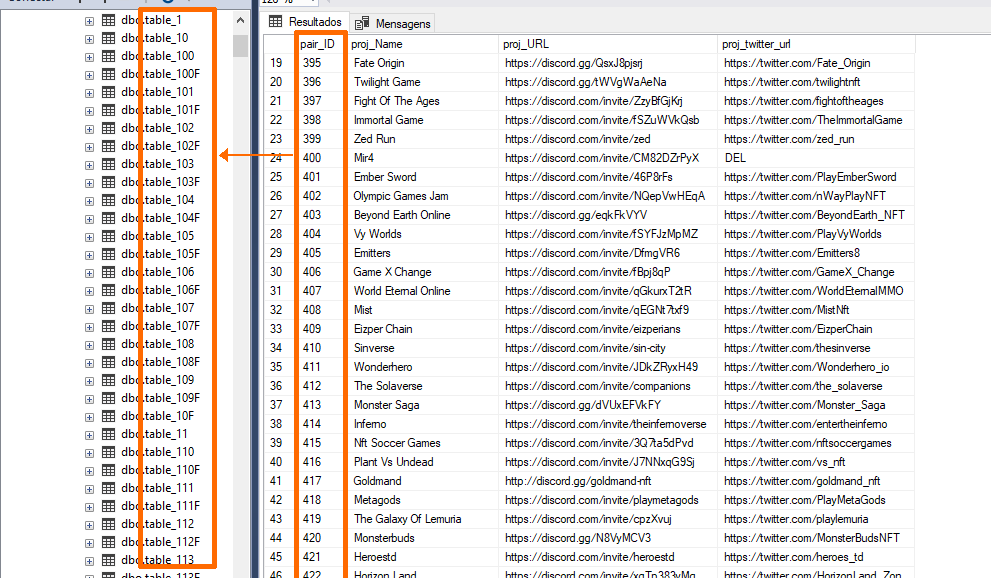 dbo.table_1
dbo.table_10
dbo.table_100
dbo.table_100F
dbo.table_101
dbo.table_101F
dbo.table_102
dbo.table_102F
dbo.table_103
dbo.table_103F
dbo.table_104
dbo.table_104F
dbo.table_105
dbo.table_105F
dbo.table_106
dbo.table_106F
dbo.table_107
dbo.table_107F
dbo.table_108
dbo.table_108F
dbo.table_109
dbo.table_109F
dbo.table_10F
dbo.table_11
dbo.table_110
dbo.table_110F
dbo.table_111
dbo.table_111F
dbo.table_112
dbo.table_112F
dbo.table_113
dbo.table_113F
120 %
Resultados Mensagens
pair_ID proj_Name proj_URL proj_twitter_url
19 395 Fate Origin https://discord.gg/QsxJ8pjsrj https://twitter.com/Fate_Origin
20 396 Twilight Game https://discord.gg/tWVgWaAeNa https://twitter.com/twilightnft
21 397 Fight Of The Ages https://discord.com/invite/ZzyBfGjKrj https://twitter.com/fightoftheages
22 398 Immortal Game https://discord.com/invite/fSZuWVkQsb https://twitter.com/TheImmortalGame
23 399 Zed Run https://discord.com/invite/zed https://twitter.com/zed_run
24 400 Mir4 https://discord.com/invite/CM82DZrPyX DEL
25 401 Ember Sword https://discord.com/invite/46P8rFs https://twitter.com/PlayEmberSword
26 402 Olympic Games Jam https://discord.com/invite/NQepVwHEqA https://twitter.com/nWayPlayNFT
27 403 Beyond Earth Online https://discord.gg/eqkFkVYV https://twitter.com/BeyondEarth_NFT
28 404 Vy Worlds https://discord.com/invite/fSYFJzMpMZ https://twitter.com/PlayVyWorlds
29 405 Emitters https://discord.com/invite/DfmgVR6 https://twitter.com/Emitters8
30 406 Game X Change https://discord.com/invite/fBpj8qP https://twitter.com/GameX_Change
31 407 World Eternal Online https://discord.com/invite/qGkurxT2tR https://twitter.com/WorldEternalMMO
32 408 Mist https://discord.com/invite/qEGNt7txf9 https://twitter.com/MistNft
33 409 Eizper Chain https://discord.com/invite/eizperians https://twitter.com/EizperChain
34 410 Sinverse https://discord.com/invite/sin-city https://twitter.com/thesinverse
35 411 Wonderhero https://discord.com/invite/JDkZRyxH49 https://twitter.com/Wonderhero_io
36 412 The Solaverse https://discord.com/invite/companions https://twitter.com/the_solaverse
37 413 Monster Saga https://discord.gg/dVUxEFVkFY https://twitter.com/Monster_Saga
38 414 Inferno https://discord.com/invite/theinfernoverse https://twitter.com/entertheinferno
39 415 Nft Soccer Games https://discord.com/invite/3Q7ta5dPvd https://twitter.com/nftsoccergames
40 416 Plant Vs Undead https://discord.com/invite/J7NNxqG9Sj https://twitter.com/vs_nft
41 417 Goldmand http://discord.gg/goldmand-nft https://twitter.com/goldmand_nft
42 418 Metagods https://discord.com/invite/playmetagods https://twitter.com/PlayMetaGods
43 419 The Galaxy Of Lemuria https://discord.com/invite/cpzXvuj https://twitter.com/playlemuria
44 420 Monsterbuds https://discord.gg/N8VyMCV3 https://twitter.com/MonsterBudsNFT
45 421 Heroestd https://discord.com/invite/heroestd https://twitter.com/heroes_td
46 422 Horizon Land https://twitter.com/Horizon_Land_Zon